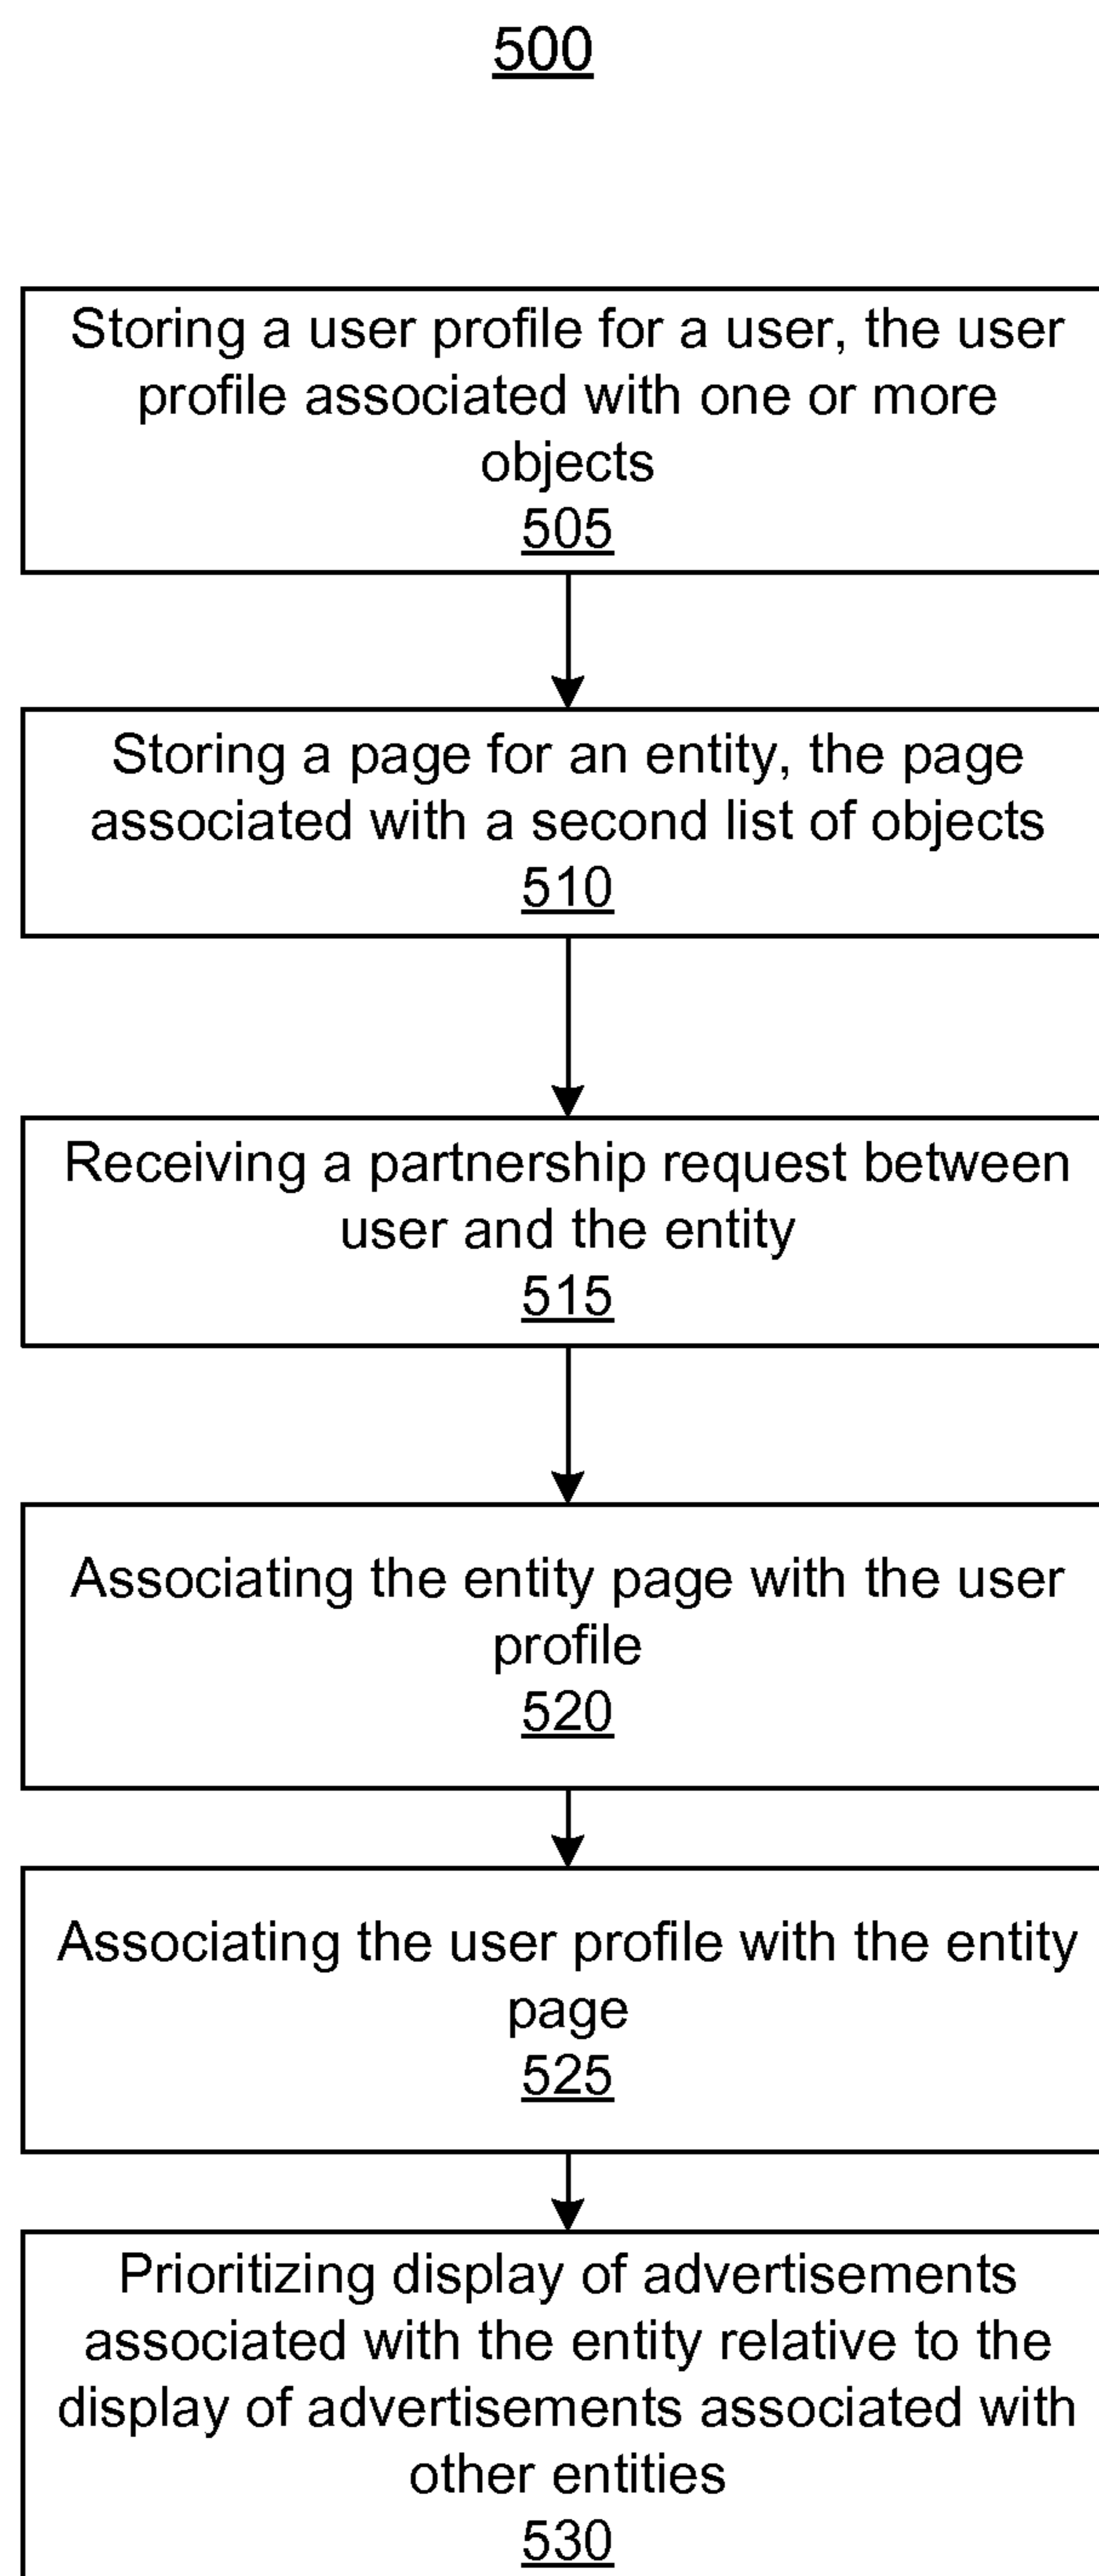 500
Storing a user profile for a user, the user
profile associated with one or more
objects
505
Storing a page for an entity, the page
associated with a second list of objects
510
Receiving a partnership request between
user and the entity
515
Associating the entity page with the user
profile
520
Associating the user profile with the entity
page
525
Prioritizing display of advertisements
associated with the entity relative to the
display of advertisements associated with
other entities
530